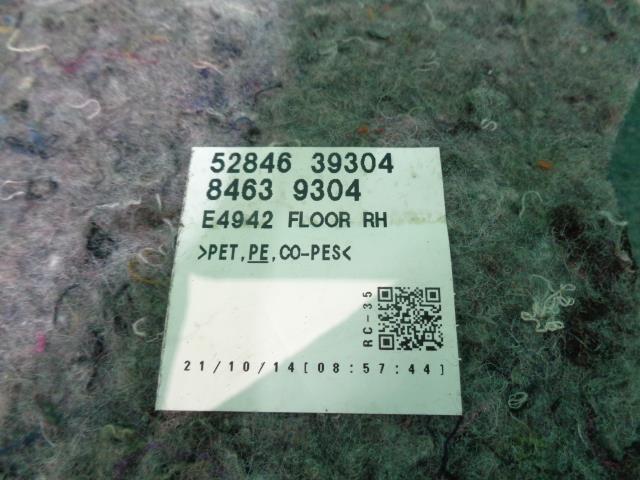 52846 39304
8463 9304
E4942 FLOOR RH
>PET,PE,CO-PES<
RC-35
21/10/14[08:57:44]